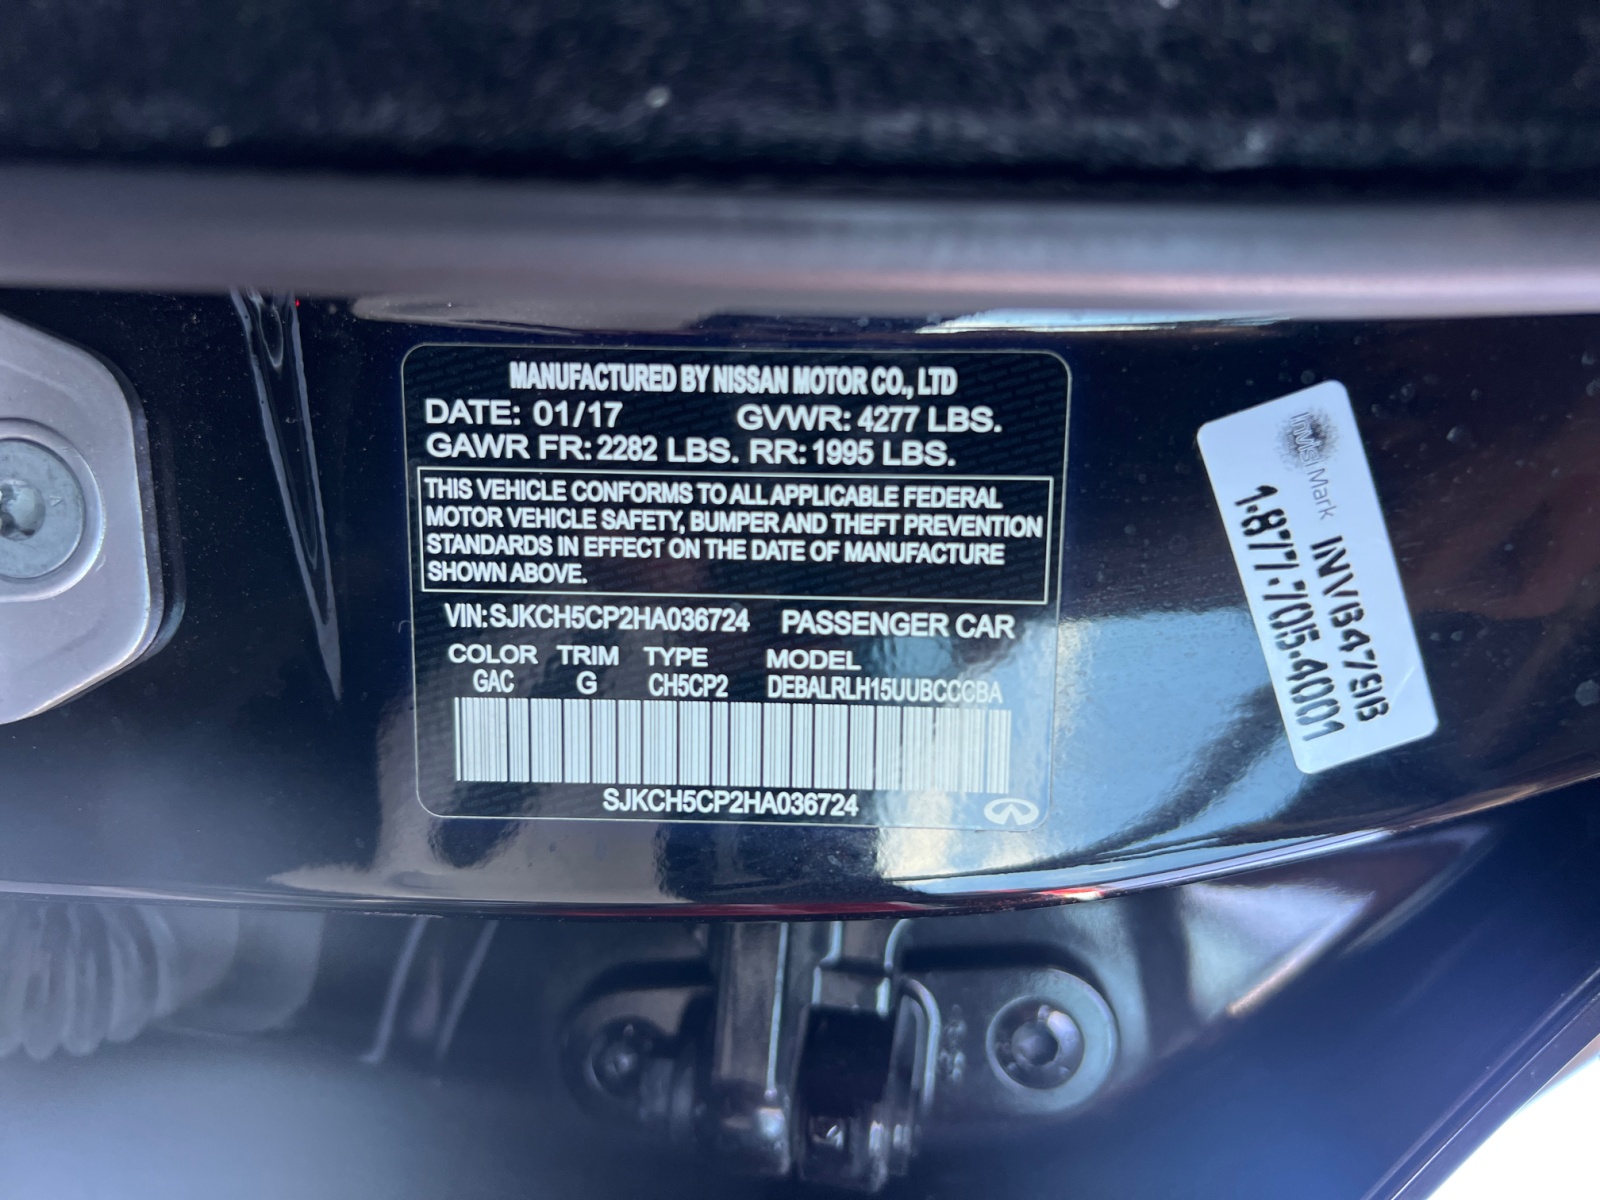 MANUFACTURED BY NISSAN MOTOR CO., LTD
DATE: 01/17 GVWR: 4277 LBS.
GAWR FR: 2282 LBS. RR: 1995 LBS.
THIS VEHICLE CONFORMS TO ALL APPLICABLE FEDERAL
MOTOR VEHICLE SAFETY, BUMPER AND THEFT PREVENTION
STANDARDS IN EFFECT ON THE DATE OF MANUFACTURE
SHOWN ABOVE.
VIN: SJKCH5CP2HA036724 PASSENGER CAR
COLOR TRIM TYPE MODEL
GAC G CH5CP2 DEBALRLH15UUBCCCBA
SJKCH5CP2HA036724
InvisiMark
1-877-705-4001